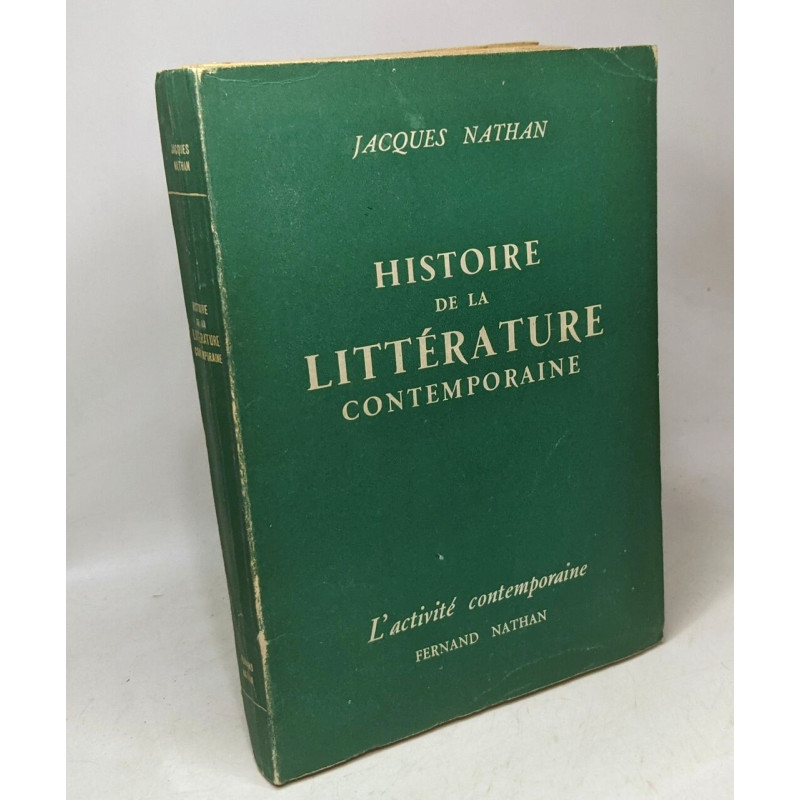 JACQUES NATHAN
HISTOIRE
DE LA
LITTÉRATURE
CONTEMPORAINE
L'activité contemporaine
FERNAND NATHAN
JACQUES
NATHAN
HISTOIRE
DE LA
LITTÉRATURE
CONTEMPORAINE